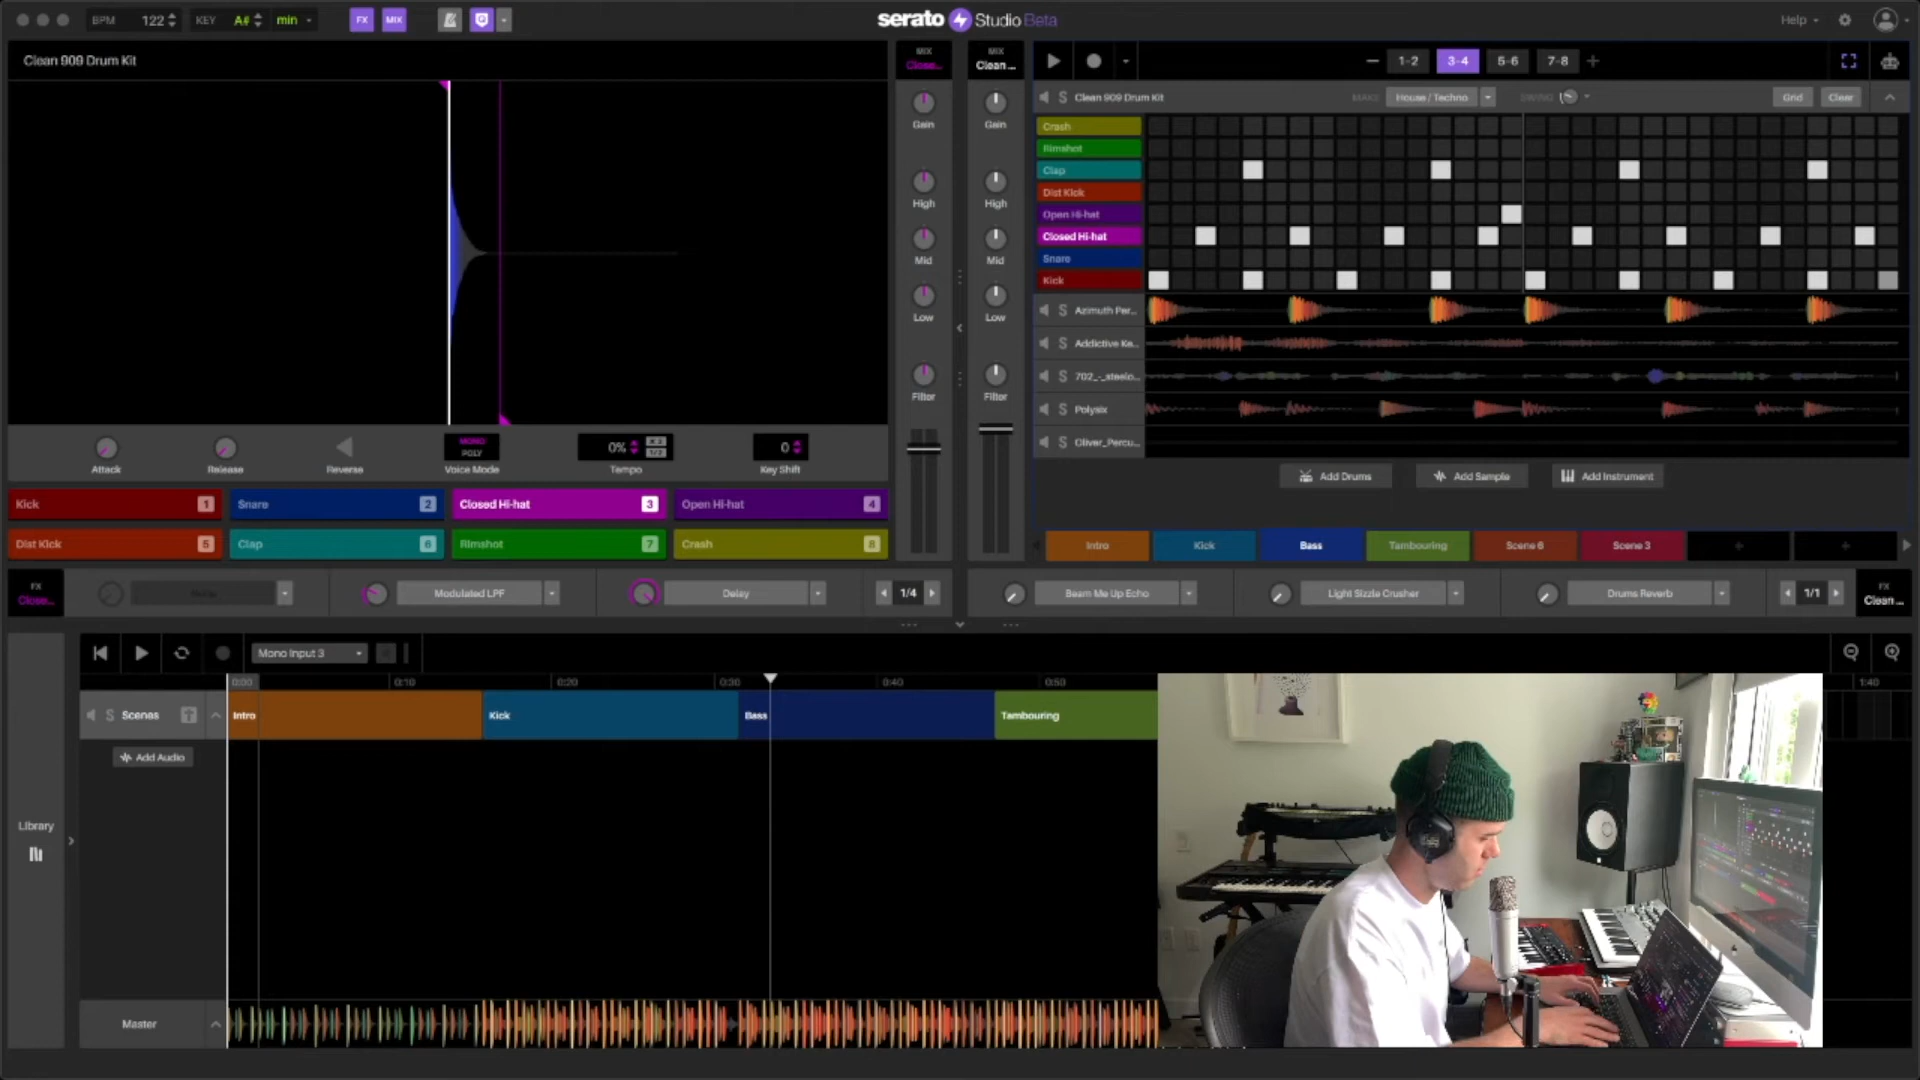 BPM 122 KEY A# min FX MIX
serato Studio Beta
Help
Clean 909 Drum Kit
MIX
Close...
MIX
Clean ...
1-2 3-4 5-6 7-8
Clean 909 Drum Kit MAKE House / Techno SWING Grid Clear
Crash
Rimshot
Clap
Dist Kick
Open Hi-hat
Closed Hi-hat
Snare
Kick
S Azimuth Per...
S Addictive Ke...
S 702_-_steelo...
S Polysix
S Oliver_Percu...
Gain
High
Mid
Low
Filter
Gain
High
Mid
Low
Filter
Attack
Release
Reverse
MONO
POLY
Voice Mode
0% X 2 1/2
Tempo
0
Key Shift
Add Drums Add Sample Add Instrument
Kick 1 Snare 2 Closed Hi-hat 3 Open Hi-hat 4
Dist Kick 5 Clap 6 Rimshot 7 Crash 8
Intro Kick Bass Tambouring Scene 6 Scene 3
FX
Close...
Modulated LPF Delay 1/4
Beam Me Up Echo Light Sizzle Crusher Drums Reverb 1/1
FX
Clean ...
Mono Input 3
0:00 0:10 0:20 0:30 0:40 0:50 1:40
S Scenes Intro Kick Bass Tambouring
Add Audio
Library
Master